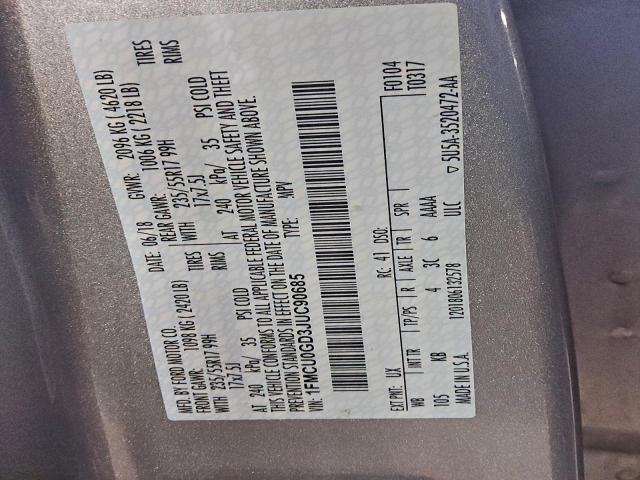 MFD. BY FORD MOTOR CO. DATE: 06/18 GVWR: 2096 KG ( 4620 LB)
FRONT GAWR: 1098 KG ( 2420 LB) REAR GAWR: 1006 KG ( 2218 LB)
WITH 235/55R17 99H TIRES WITH 235/55R17 99H TIRES
17x7.5J RIMS 17x7.5J RIMS
AT 240 kPa/ 35 PSI COLD AT 240 kPa/ 35 PSI COLD
THIS VEHICLE CONFORMS TO ALL APPLICABLE FEDERAL MOTOR VEHICLE SAFETY AND THEFT
PREVENTION STANDARDS IN EFFECT ON THE DATE OF MANUFACTURE SHOWN ABOVE.
VIN: 1FMCU0GD3JUC90685 TYPE: MPV
F0104
T0317
EXT PNT: UX RC: 41 DSO:
WB INT TR TP/PS R AXLE TR SPR
105 KB 4 3C 6 AAAA
MADE IN U.S.A. 120180613 2578 ULC ▽ 5U5A-3520472-AA